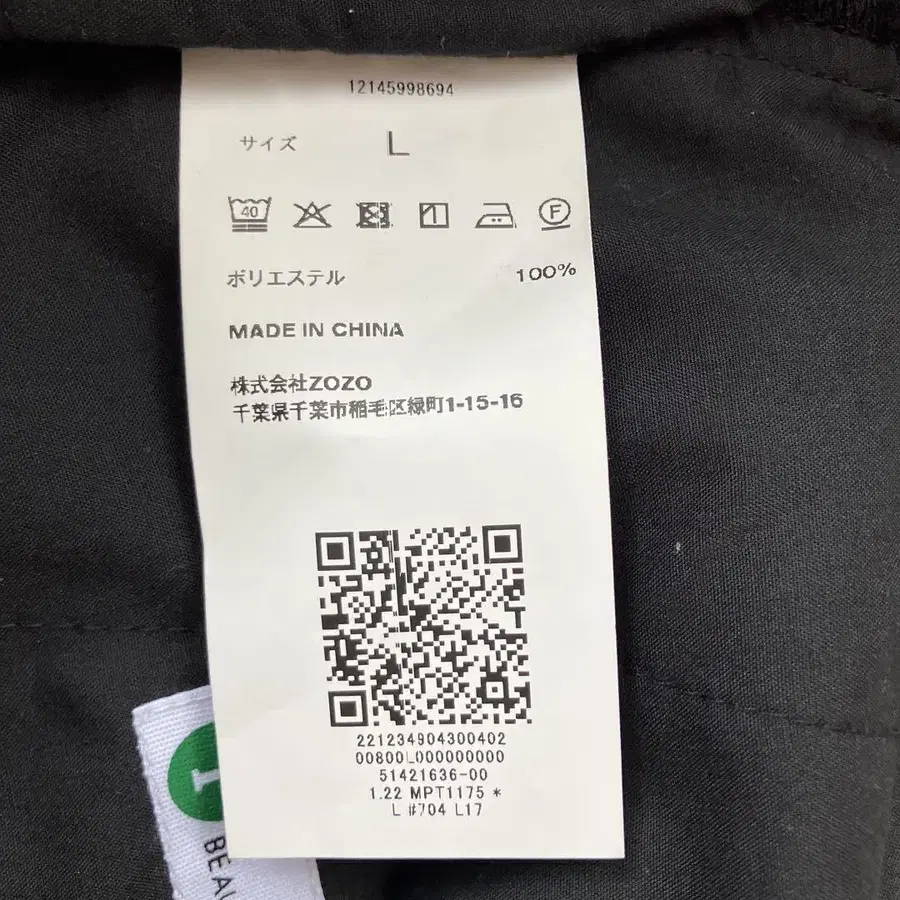 12145998694
サイズ L
40 F
ポリエステル 100%
MADE IN CHINA
株式会社ZOZO
千葉県千葉市稲毛区緑町1-15-16
221234904300402
00800L000000000
51421636-00
1.22 MPT1175 *
L #704 L17